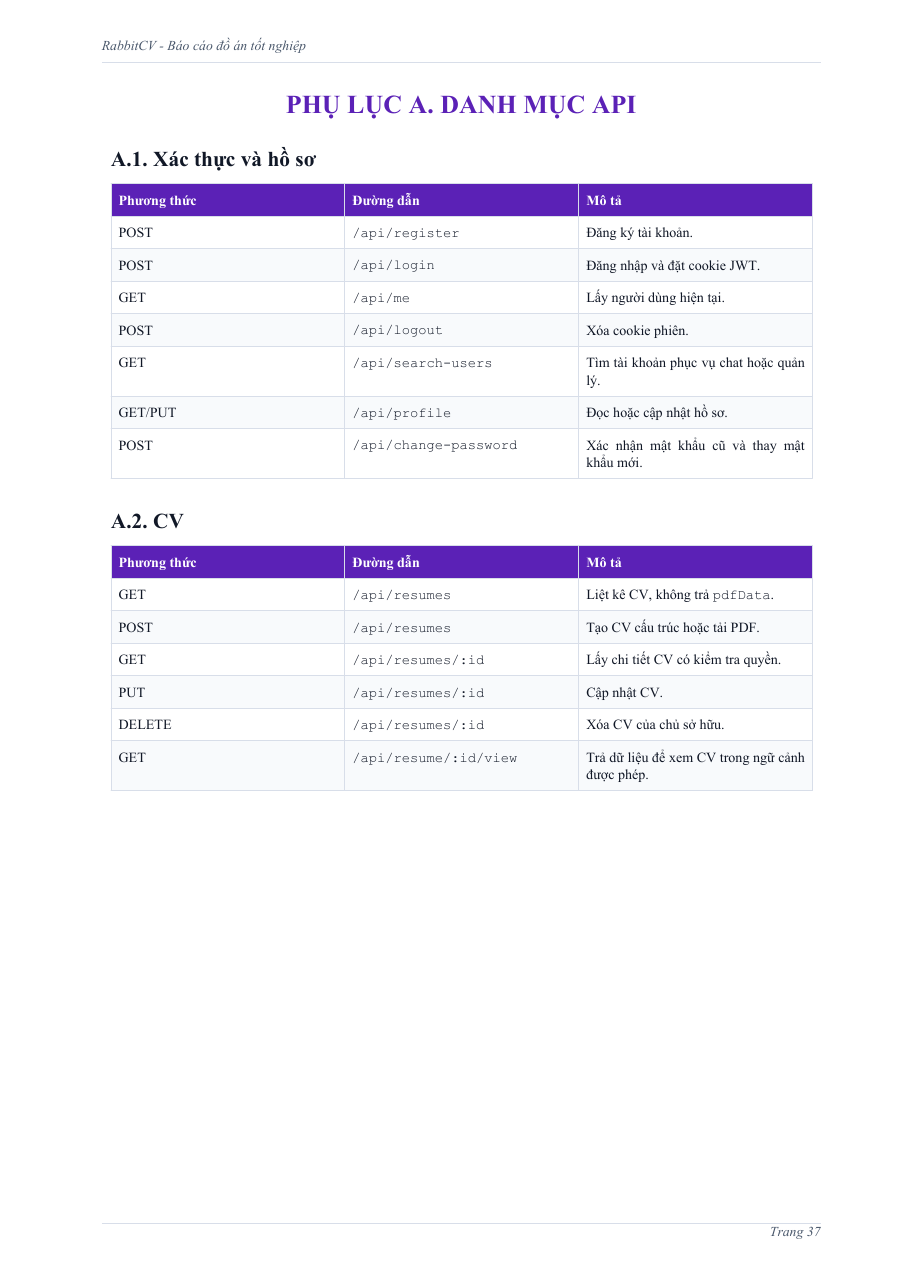 RabbitCV - Báo cáo đồ án tốt nghiệp
PHỤ LỤC A. DANH MỤC API
A.1. Xác thực và hồ sơ
Phương thức Đường dẫn Mô tả
POST /api/register Đăng ký tài khoản.
POST /api/login Đăng nhập và đặt cookie JWT.
GET /api/me Lấy người dùng hiện tại.
POST /api/logout Xóa cookie phiên.
GET /api/search-users Tìm tài khoản phục vụ chat hoặc quản
lý.
GET/PUT /api/profile Đọc hoặc cập nhật hồ sơ.
POST /api/change-password Xác nhận mật khẩu cũ và thay mật
khẩu mới.
A.2. CV
Phương thức Đường dẫn Mô tả
GET /api/resumes Liệt kê CV, không trả pdfData.
POST /api/resumes Tạo CV cấu trúc hoặc tải PDF.
GET /api/resumes/:id Lấy chi tiết CV có kiểm tra quyền.
PUT /api/resumes/:id Cập nhật CV.
DELETE /api/resumes/:id Xóa CV của chủ sở hữu.
GET /api/resume/:id/view Trả dữ liệu để xem CV trong ngữ cảnh
được phép.
Trang 37